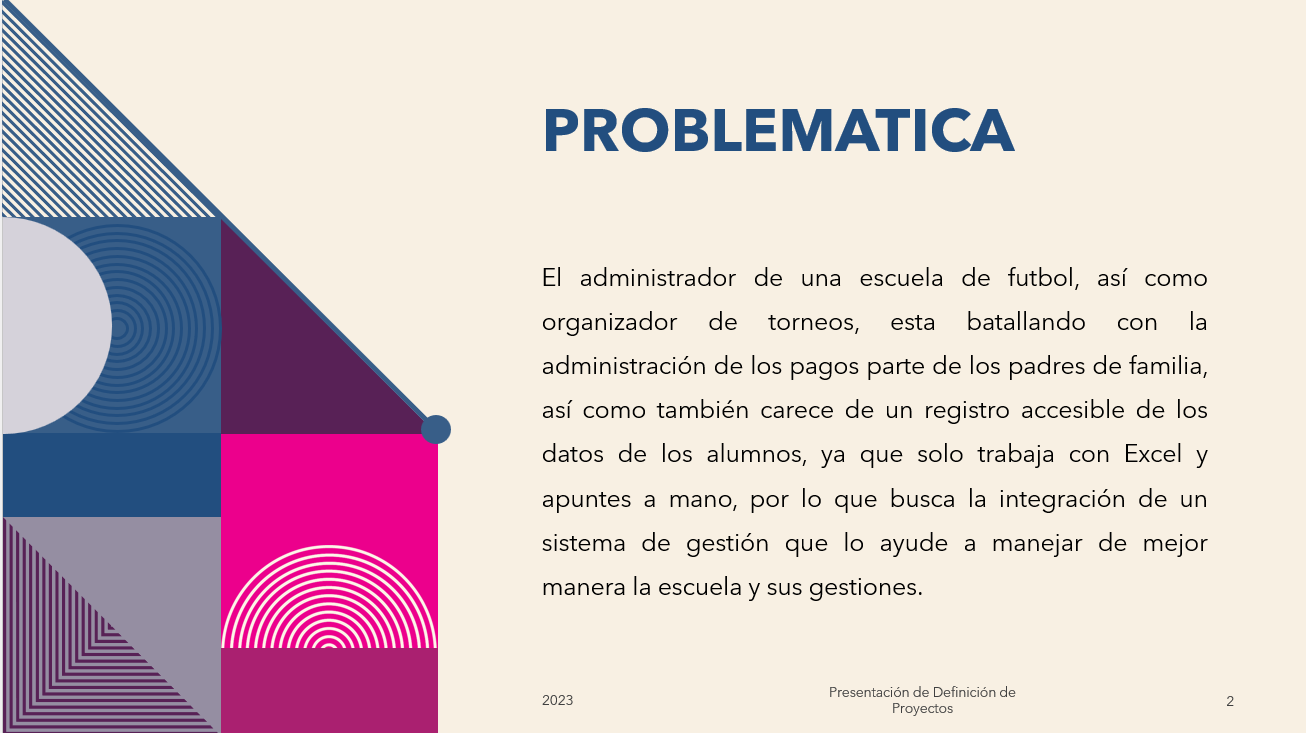 PROBLEMATICA
El administrador de una escuela de futbol, así como
organizador de torneos, esta batallando con la
administración de los pagos parte de los padres de familia,
así como también carece de un registro accesible de los
datos de los alumnos, ya que solo trabaja con Excel y
apuntes a mano, por lo que busca la integración de un
sistema de gestión que lo ayude a manejar de mejor
manera la escuela y sus gestiones.
2023
Presentación de Definición de
Proyectos
2